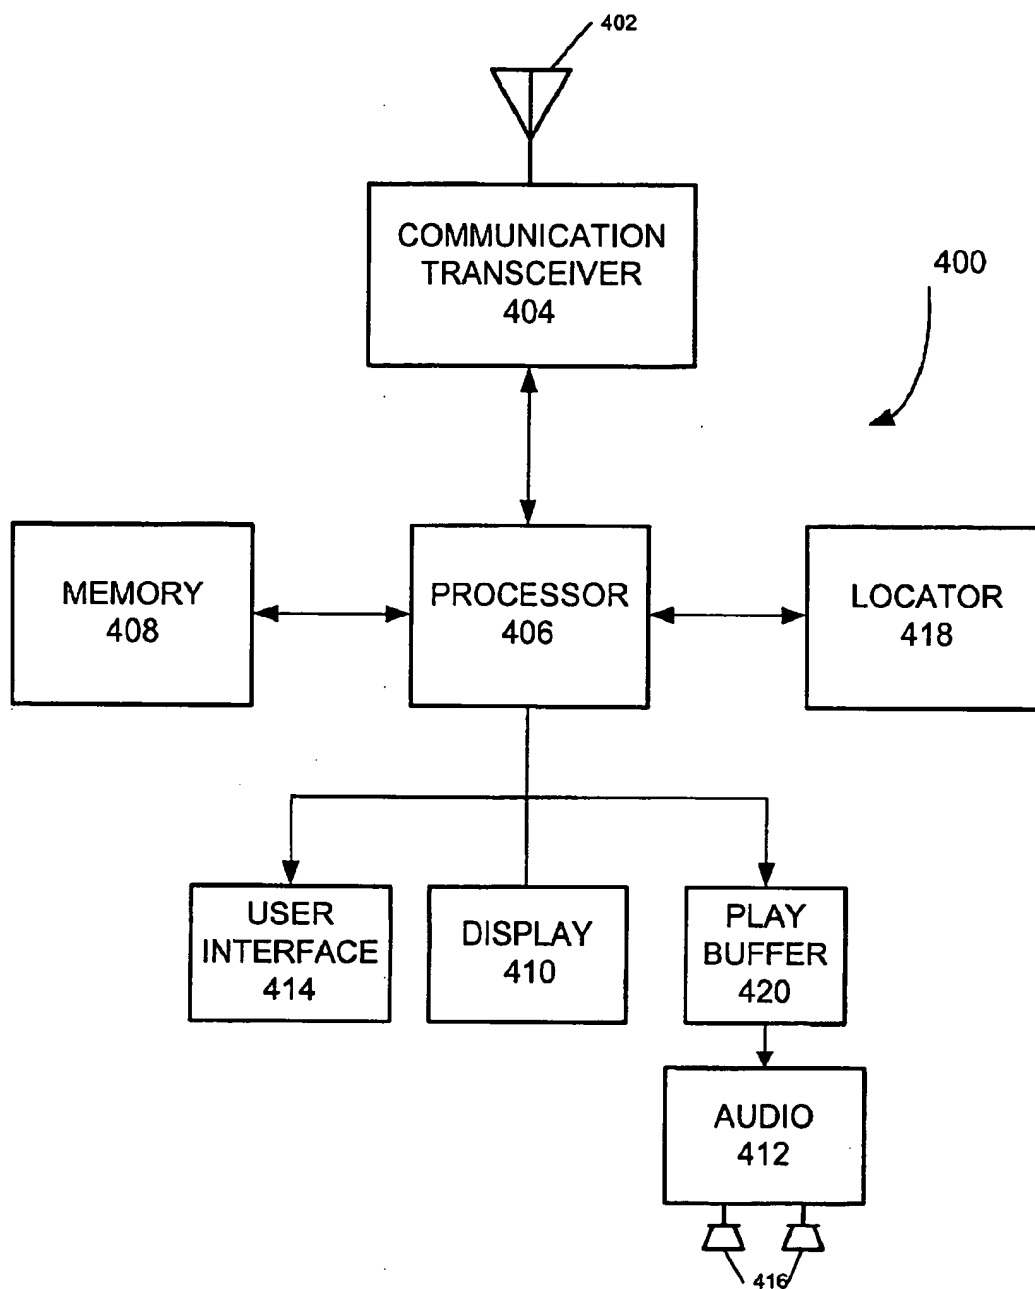 402
COMMUNICATION
TRANSCEIVER
404
400
MEMORY
408
PROCESSOR
406
LOCATOR
418
USER
INTERFACE
414
DISPLAY
410
PLAY
BUFFER
420
AUDIO
412
416